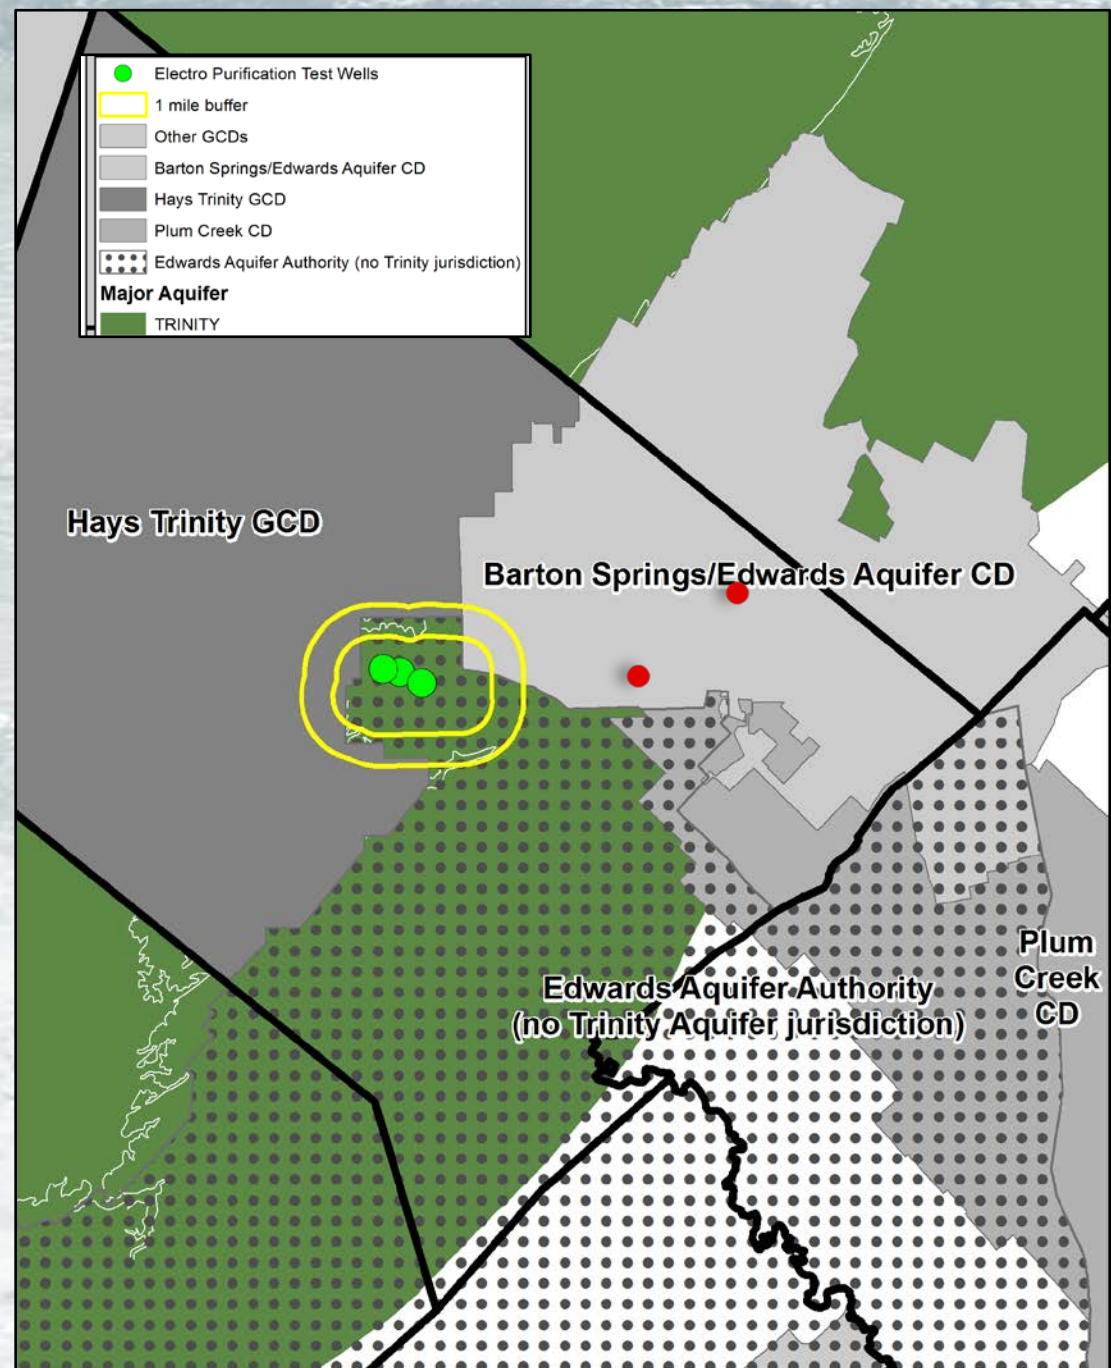 Electro Purification Test Wells
1 mile buffer
Other GCDs
Barton Springs/Edwards Aquifer CD
Hays Trinity GCD
Plum Creek CD
Edwards Aquifer Authority (no Trinity jurisdiction)
Major Aquifer
TRINITY
Hays Trinity GCD
Barton Springs/Edwards Aquifer CD
Plum
Creek
CD
Edwards Aquifer Authority
(no Trinity Aquifer jurisdiction)